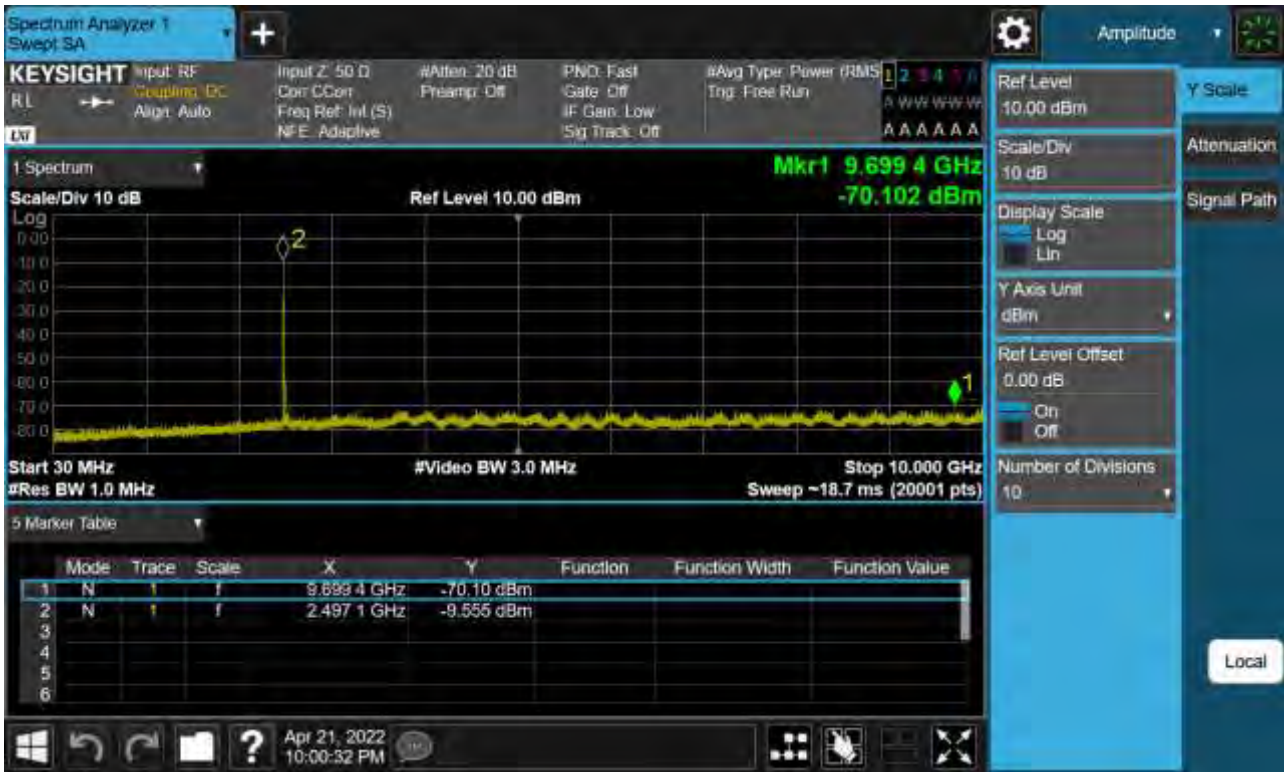 Spectrum Analyzer 1
Swept SA
Amplitude
KEYSIGHT
Input: RF
Coupling: DC
Align: Auto
RL
LXI
Input Z: 50 Ω
Corr CCorr
Freq Ref: Int (S)
NFE: Adaptive
#Atten: 20 dB
Preamp: Off
PNO: Fast
Gate: Off
IF Gain: Low
Sig Track: Off
#Avg Type: Power (RMS
Trig: Free Run
1 2 3 4 5 6
A W W W W W
A A A A A A
1 Spectrum
Mkr1 9.699 4 GHz
-70.102 dBm
Scale/Div 10 dB
Ref Level 10.00 dBm
Log
0.00
-10.0
-20.0
-30.0
-40.0
-50.0
-60.0
-70.0
-80.0
2
1
Start 30 MHz
#Video BW 3.0 MHz
Stop 10.000 GHz
#Res BW 1.0 MHz
Sweep ~18.7 ms (20001 pts)
5 Marker Table
Mode Trace Scale X Y Function Function Width Function Value
1 N 1 f 9.699 4 GHz -70.10 dBm
2 N 1 f 2.497 1 GHz -9.555 dBm
3
4
5
6
Ref Level
10.00 dBm
Scale/Div
10 dB
Display Scale
Log
Lin
Y Axis Unit
dBm
Ref Level Offset
0.00 dB
On
Off
Number of Divisions
10
Y Scale
Attenuation
Signal Path
Local
?
Apr 21, 2022
10:00:32 PM